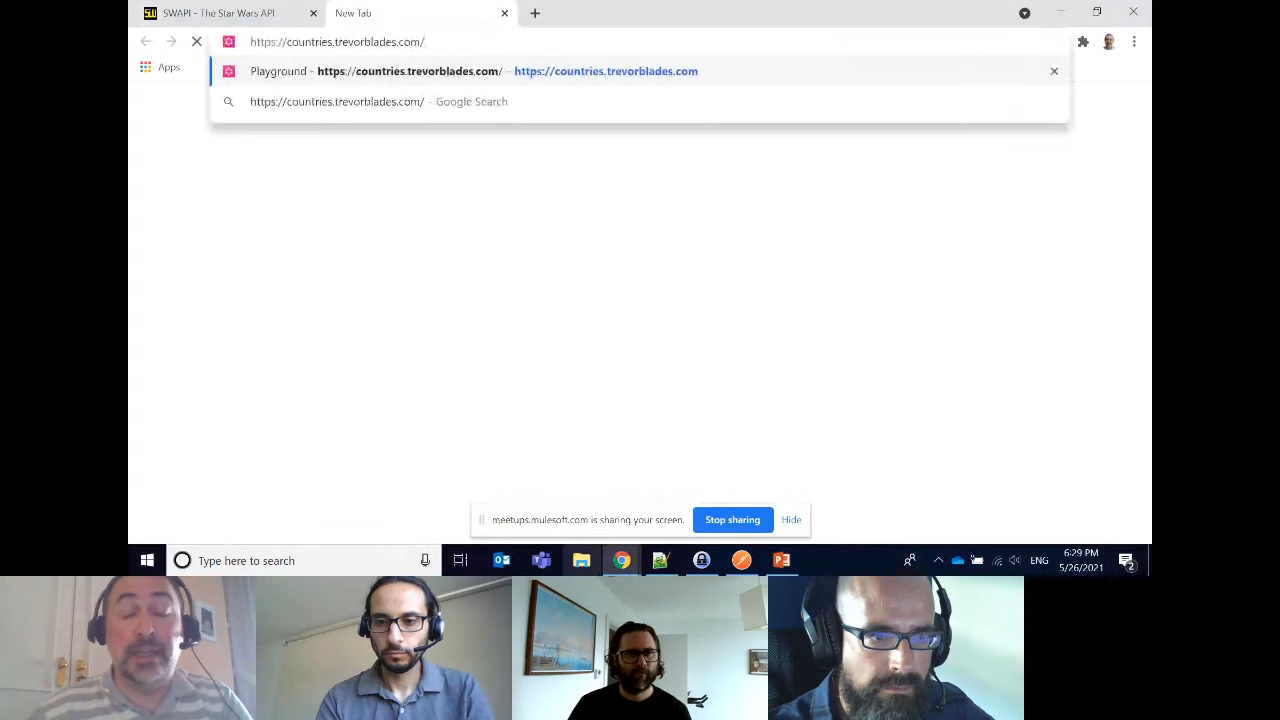 SWAPI - The Star Wars API
New Tab
https://countries.trevorblades.com/
Apps
Playground - https://countries.trevorblades.com/ - https://countries.trevorblades.com
https://countries.trevorblades.com/ - Google Search
meetups.mulesoft.com is sharing your screen.
Stop sharing
Hide
Type here to search
ENG
6:29 PM
5/26/2021
2